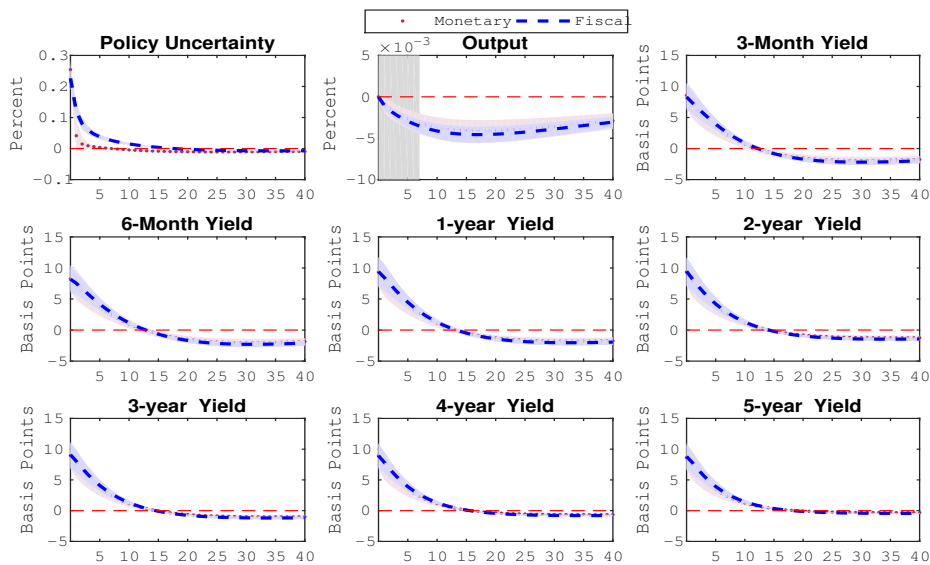 Monetary Fiscal
Policy Uncertainty
Percent
0.3
0.2
0.1
0
-0.1
5 10 15 20 25 30 35 40
Output
×10⁻³
Percent
5
0
-5
-10
5 10 15 20 25 30 35 40
3-Month Yield
Basis Points
15
10
5
0
-5
5 10 15 20 25 30 35 40
6-Month Yield
Basis Points
15
10
5
0
-5
5 10 15 20 25 30 35 40
1-year Yield
Basis Points
15
10
5
0
-5
5 10 15 20 25 30 35 40
2-year Yield
Basis Points
15
10
5
0
-5
5 10 15 20 25 30 35 40
3-year Yield
Basis Points
15
10
5
0
-5
5 10 15 20 25 30 35 40
4-year Yield
Basis Points
15
10
5
0
-5
5 10 15 20 25 30 35 40
5-year Yield
Basis Points
15
10
5
0
-5
5 10 15 20 25 30 35 40